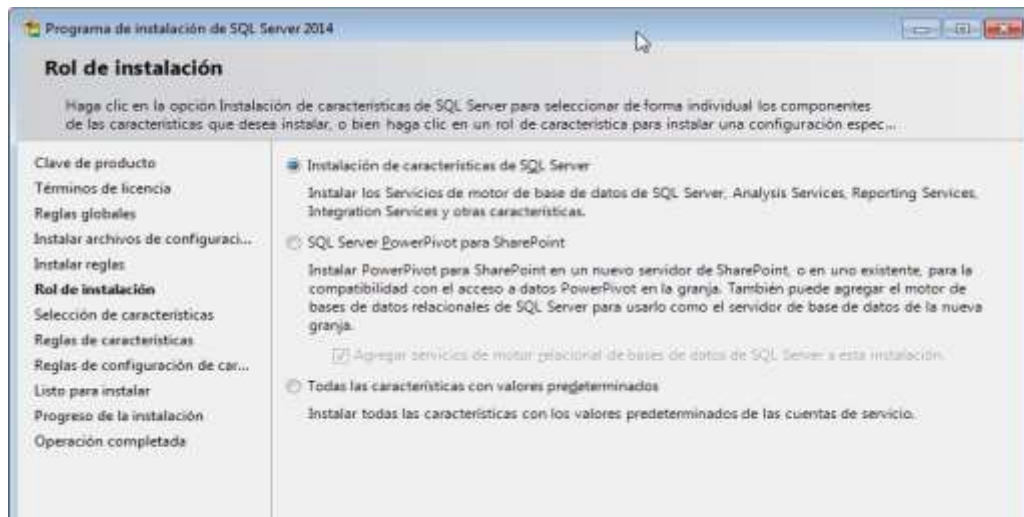 Programa de instalación de SQL Server 2014
Rol de instalación
Haga clic en la opción Instalación de características de SQL Server para seleccionar de forma individual los componentes
de las características que desea instalar, o bien haga clic en un rol de característica para instalar una configuración espec...
Clave de producto
Términos de licencia
Reglas globales
Instalar archivos de configuraci...
Instalar reglas
Rol de instalación
Selección de características
Reglas de características
Reglas de configuración de car...
Listo para instalar
Progreso de la instalación
Operación completada
Instalación de características de SQL Server
Instalar los Servicios de motor de base de datos de SQL Server, Analysis Services, Reporting Services,
Integration Services y otras características.
SQL Server PowerPivot para SharePoint
Instalar PowerPivot para SharePoint en un nuevo servidor de SharePoint, o en uno existente, para la
compatibilidad con el acceso a datos PowerPivot en la granja. También puede agregar el motor de
bases de datos relacionales de SQL Server para usarlo como el servidor de base de datos de la nueva
granja.
Agregar servicios de motor relacional de bases de datos de SQL Server a esta instalación.
Todas las características con valores predeterminados
Instalar todas las características con los valores predeterminados de las cuentas de servicio.